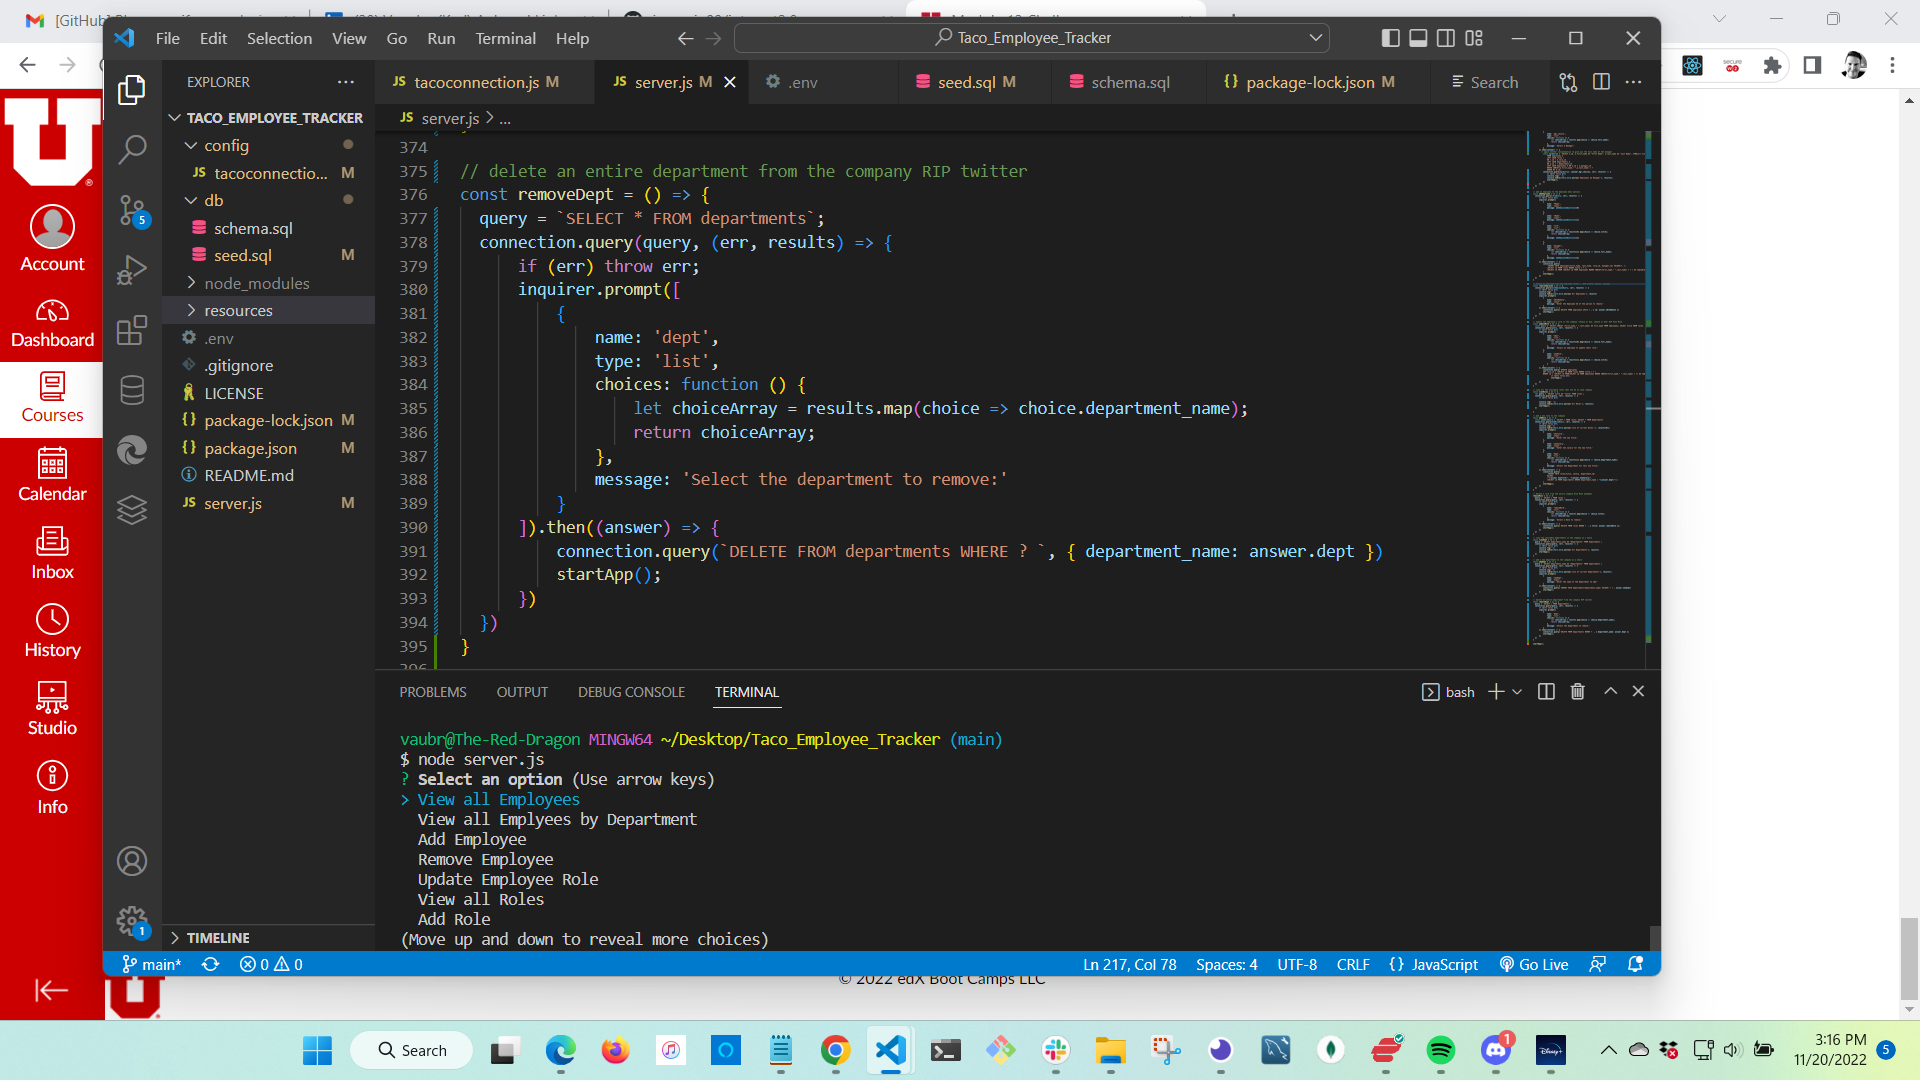 [GitHub]
File Edit Selection View Go Run Terminal Help
Taco_Employee_Tracker
EXPLORER
JS tacoconnection.js M
JS server.js M
.env
seed.sql M
schema.sql
{} package-lock.json M
Search
JS server.js > ...
TACO_EMPLOYEE_TRACKER
config
JS tacoconnectio... M
db
schema.sql
seed.sql M
node_modules
resources
.env
.gitignore
LICENSE
{} package-lock.json M
{} package.json M
README.md
JS server.js M
TIMELINE
Account
Dashboard
Courses
Calendar
Inbox
History
Studio
Info
5
1
374
375 // delete an entire department from the company RIP twitter
376 const removeDept = () => {
377 query = `SELECT * FROM departments`;
378 connection.query(query, (err, results) => {
379 if (err) throw err;
380 inquirer.prompt([
381 {
382 name: 'dept',
383 type: 'list',
384 choices: function () {
385 let choiceArray = results.map(choice => choice.department_name);
386 return choiceArray;
387 },
388 message: 'Select the department to remove:'
389 }
390 ]).then((answer) => {
391 connection.query(`DELETE FROM departments WHERE ? `, { department_name: answer.dept })
392 startApp();
393 })
394 })
395 }
396
PROBLEMS OUTPUT DEBUG CONSOLE TERMINAL
bash
vaubr@The-Red-Dragon MINGW64 ~/Desktop/Taco_Employee_Tracker (main)
$ node server.js
? Select an option (Use arrow keys)
> View all Employees
View all Emplyees by Department
Add Employee
Remove Employee
Update Employee Role
View all Roles
Add Role
(Move up and down to reveal more choices)
main* 0 0
Ln 217, Col 78 Spaces: 4 UTF-8 CRLF {} JavaScript Go Live
© 2022 edX Boot Camps LLC
Search
1
3:16 PM
11/20/2022
5